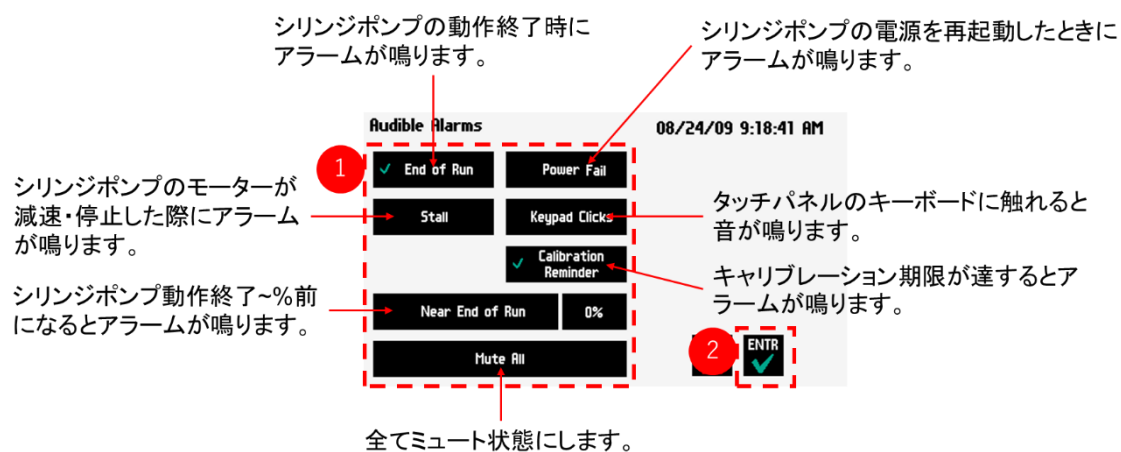 シリンジポンプの動作終了時に
アラームが鳴ります。
シリンジポンプの電源を再起動したときに
アラームが鳴ります。
Audible Alarms
08/24/09 9:18:41 AM
1
End of Run
Power Fail
シリンジポンプのモーターが
減速・停止した際にアラーム
が鳴ります。
Stall
Keypad Clicks
タッチパネルのキーボードに触れると
音が鳴ります。
Calibration
Reminder
キャリブレーション期限が達するとア
ラームが鳴ります。
シリンジポンプ動作終了~%前
になるとアラームが鳴ります。
Near End of Run
0%
Mute All
2
ENTR
全てミュート状態にします。